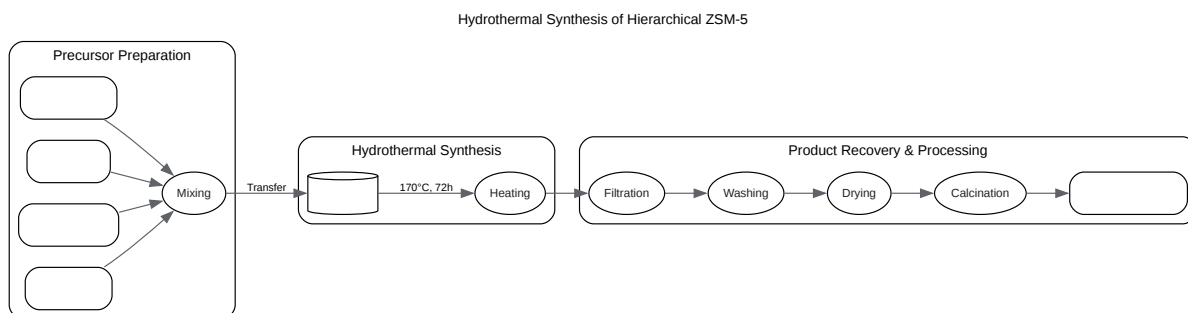 Hydrothermal Synthesis of Hierarchical ZSM-5
Precursor Preparation
Mixing
Transfer
Hydrothermal Synthesis
170°C, 72h
Heating
Product Recovery & Processing
Filtration
Washing
Drying
Calcination